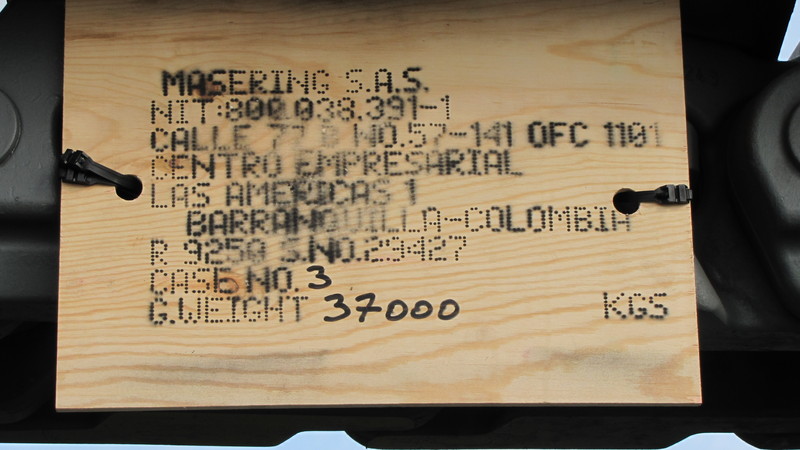 MASERING S.A.S.
NIT:800.038.391-1
CALLE 77 B NO.57-141 OFC 1101
CENTRO EMPRESARIAL
LAS AMERICAS 1
BARRANQUILLA-COLOMBIA
R 9250 S.NO.29427
CASE NO. 3
G.WEIGHT 37000 KGS